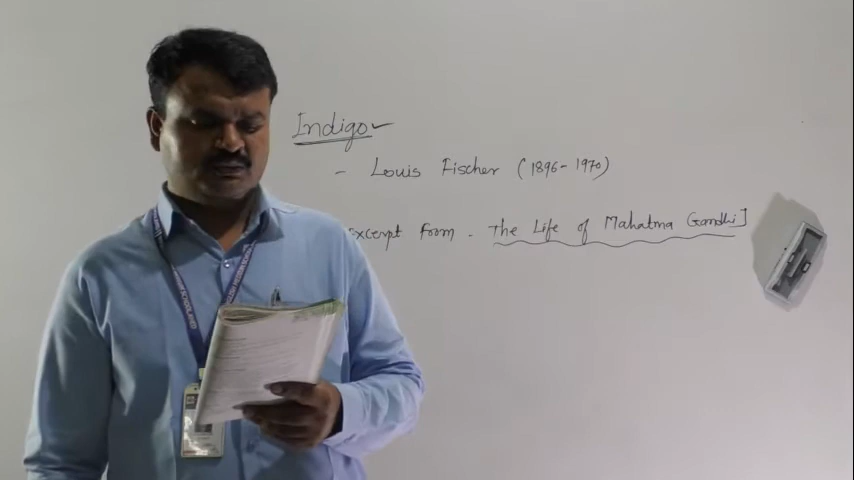 Indigo
- Louis Fischer (1896-1970)
Excerpt from - The Life of Mahatma Gandhi]